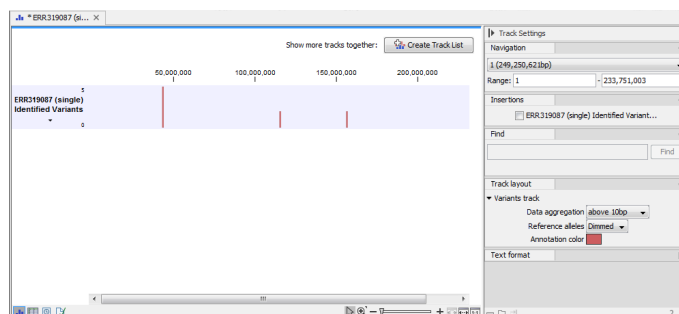 * ERR319087 (si...
Show more tracks together: Create Track List
50,000,000 100,000,000 150,000,000 200,000,000
5
ERR319087 (single)
Identified Variants
0
Track Settings
Navigation
1 (249,250,621bp)
Range: 1 - 233,751,003
Insertions
ERR319087 (single) Identified Variant...
Find
Find
Track layout
Variants track
Data aggregation above 10bp
Reference alleles Dimmed
Annotation color
Text format